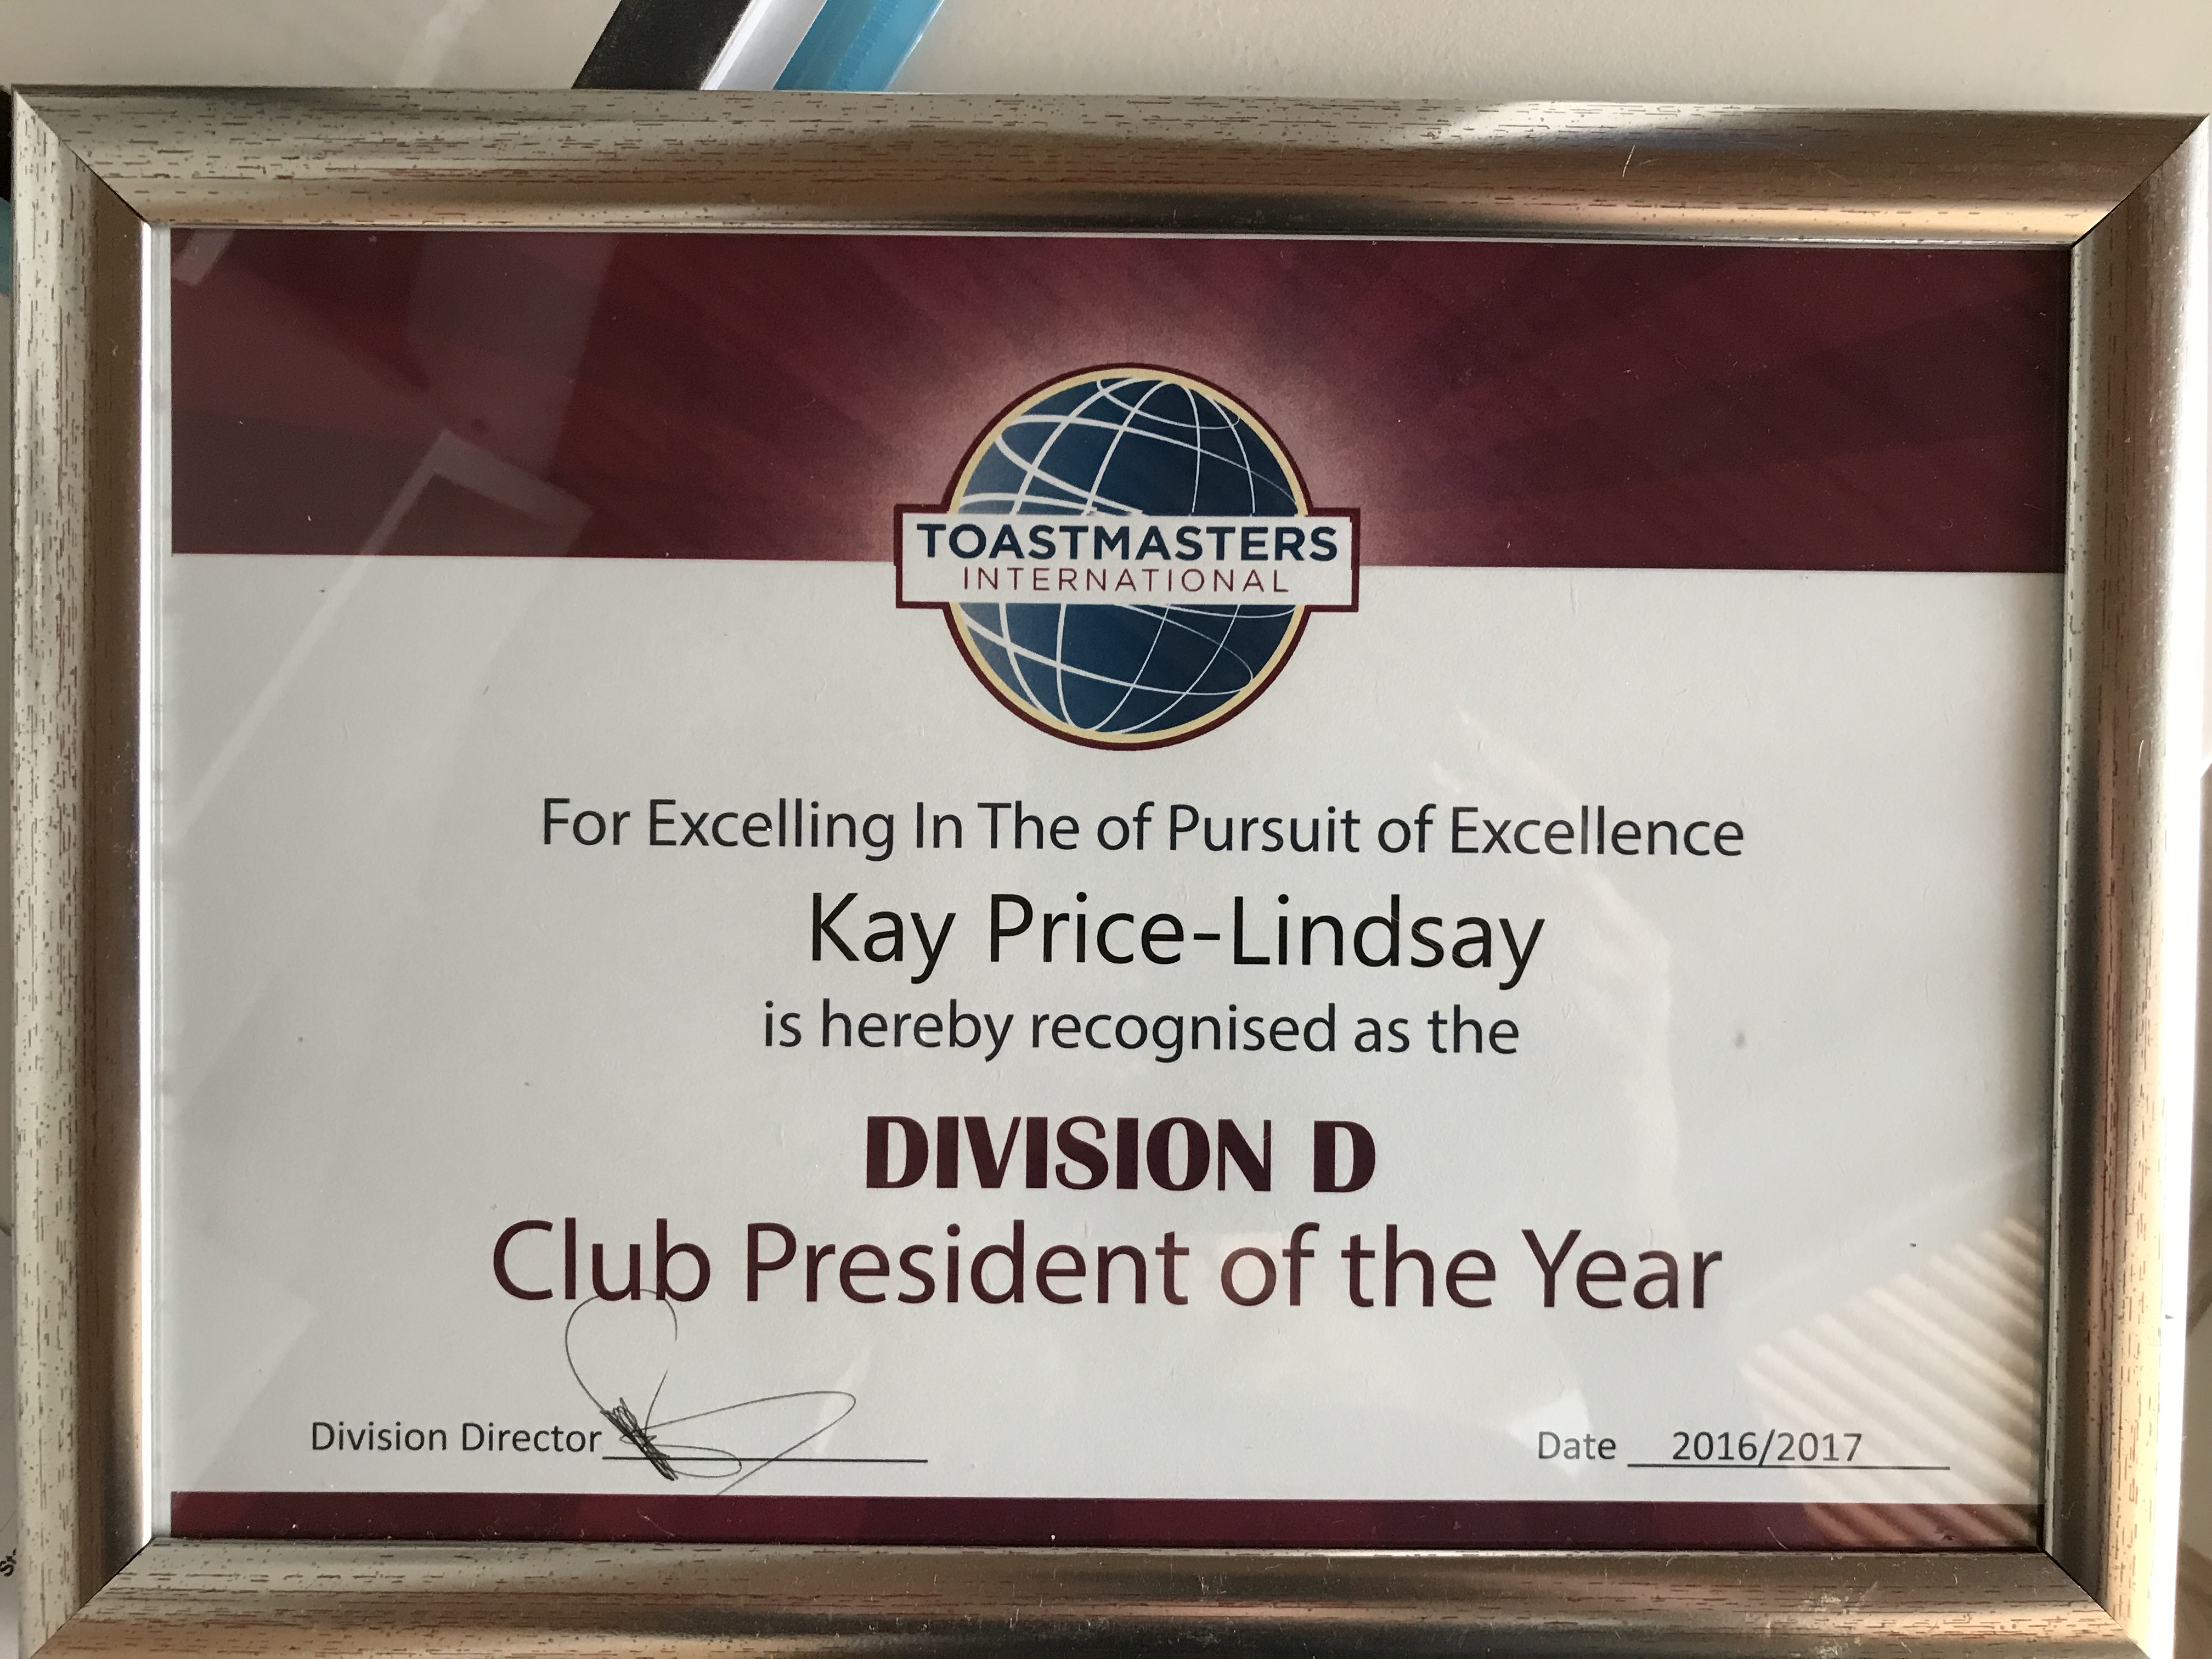 TOASTMASTERS
INTERNATIONAL
For Excelling In The of Pursuit of Excellence
Kay Price-Lindsay
is hereby recognised as the
DIVISION D
Club President of the Year
Division Director
Date 2016/2017